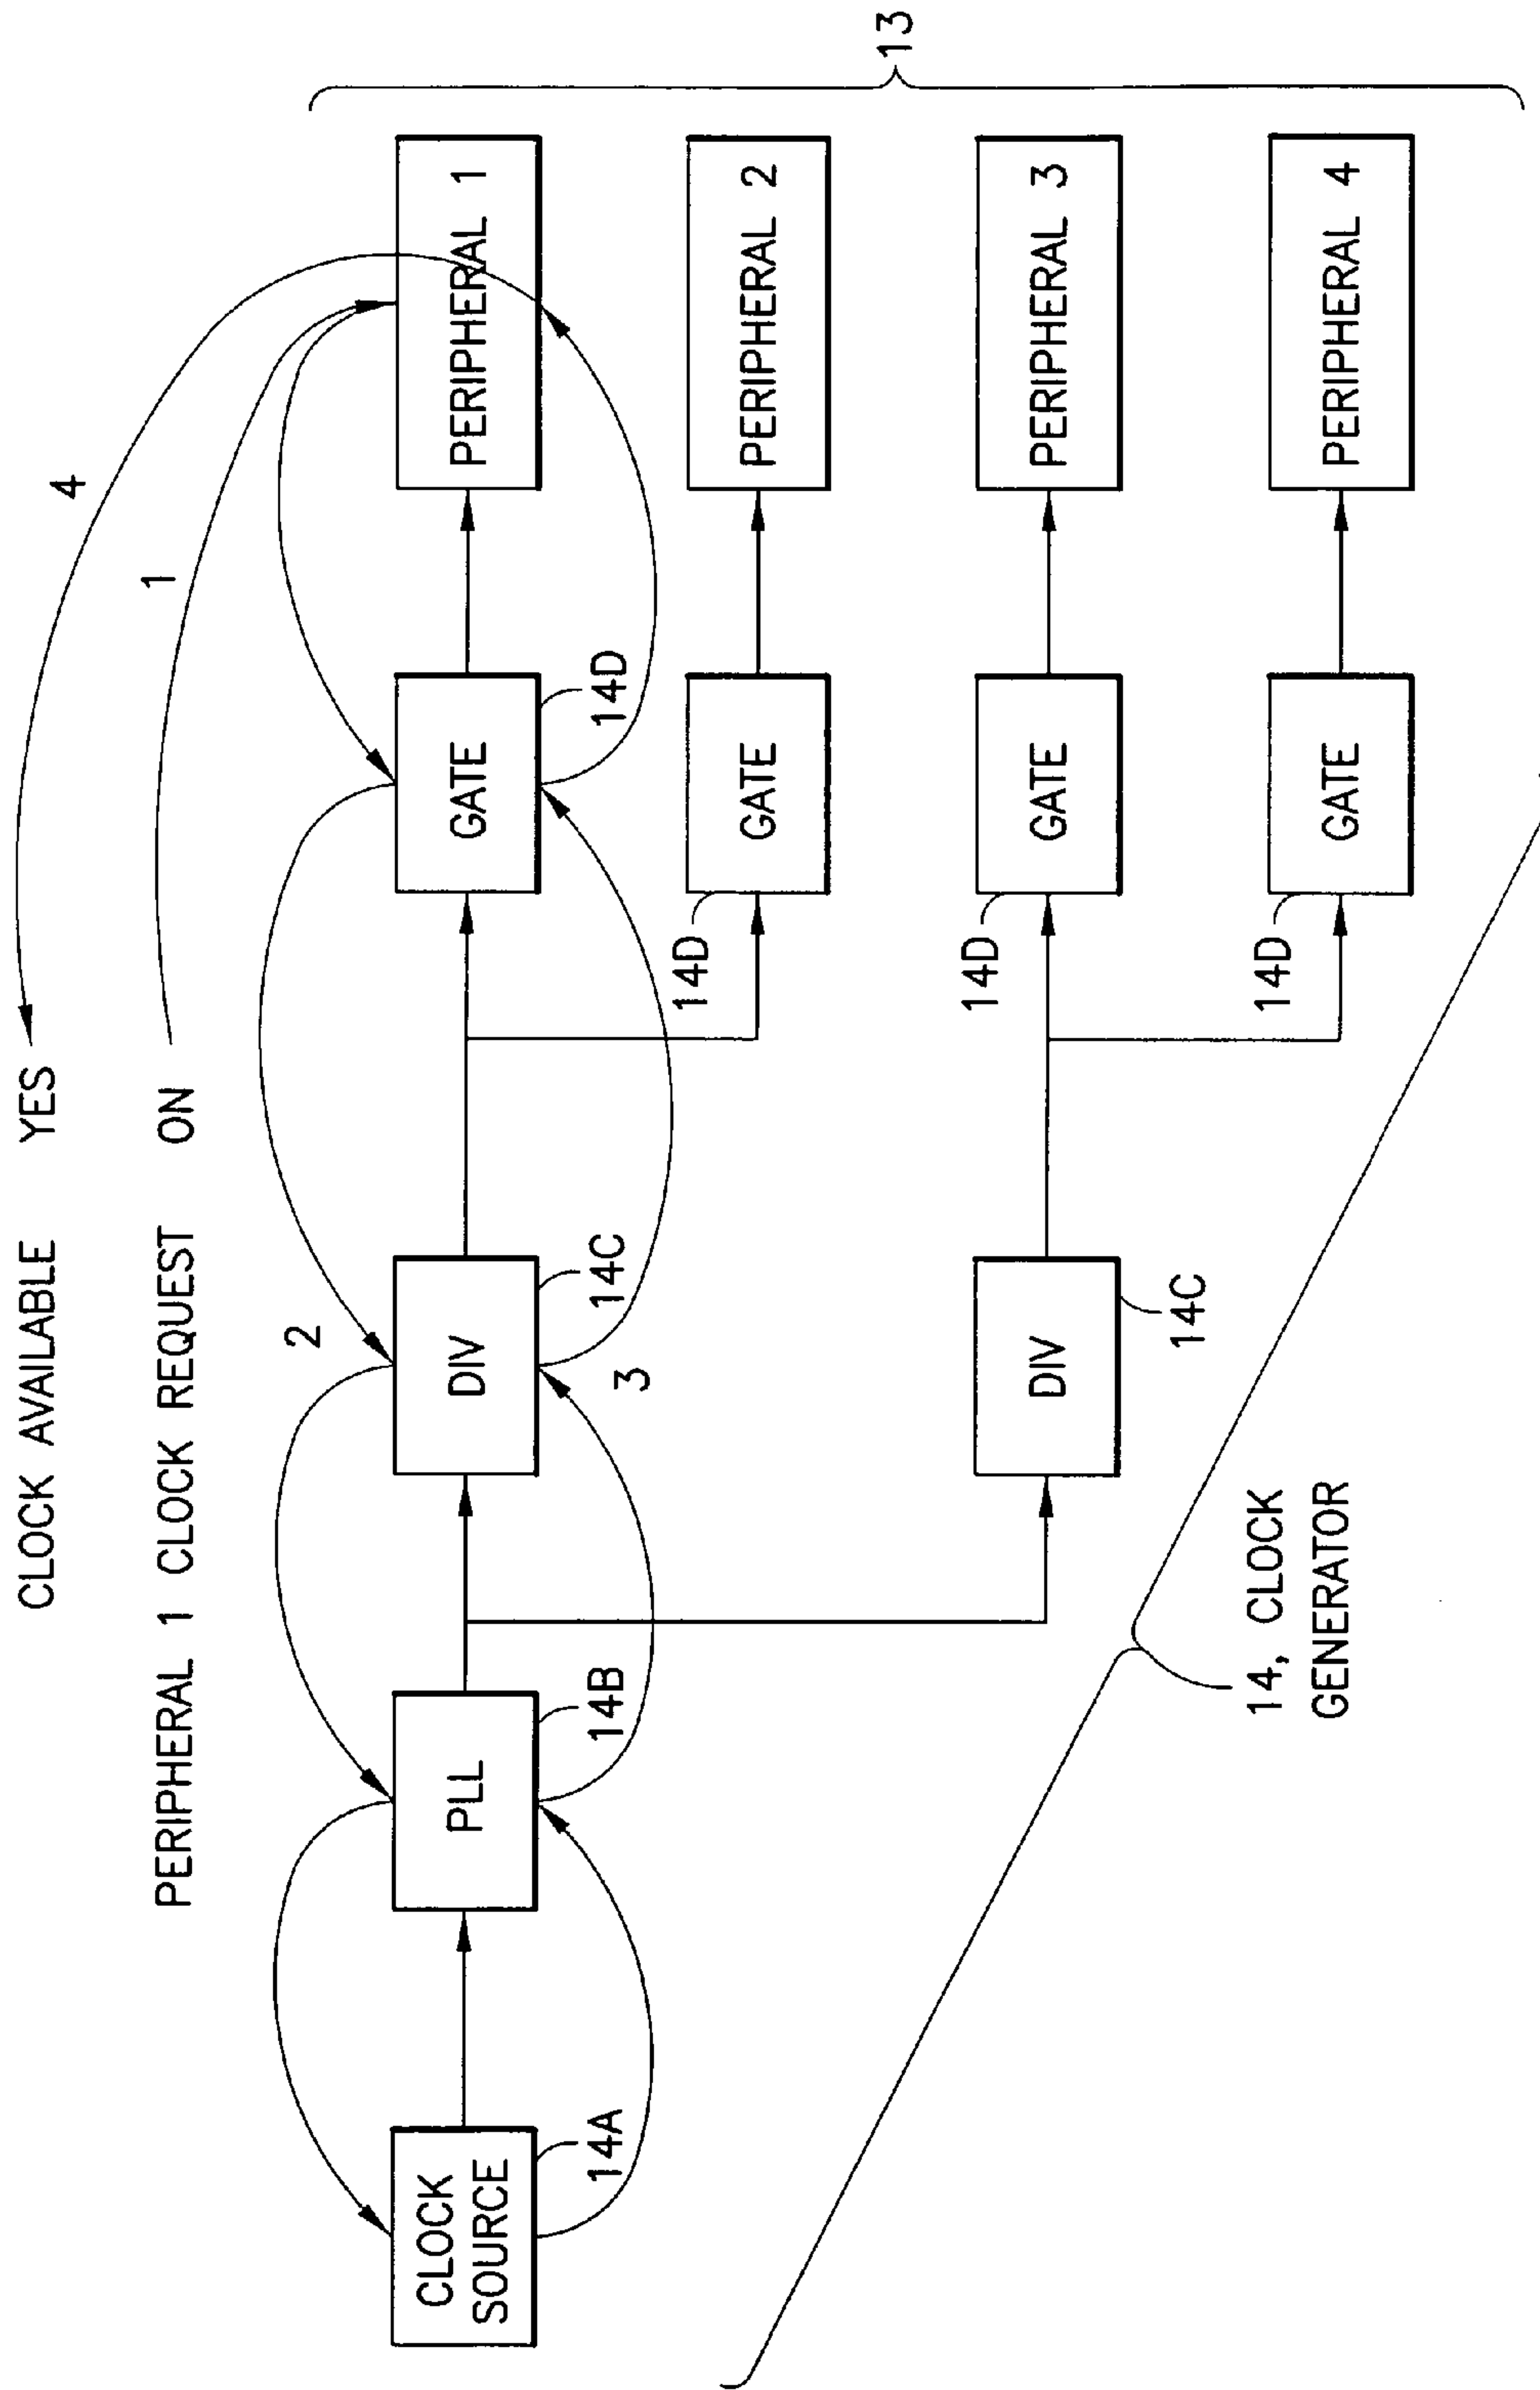 CLOCK AVAILABLE YES
4
PERIPHERAL 1 CLOCK REQUEST ON
1
2
CLOCK
SOURCE
14A
PLL
14B
DIV
14C
3
GATE
14D
PERIPHERAL 1
14D
GATE
PERIPHERAL 2
13
DIV
14C
14D
GATE
PERIPHERAL 3
14D
GATE
PERIPHERAL 4
14, CLOCK
GENERATOR